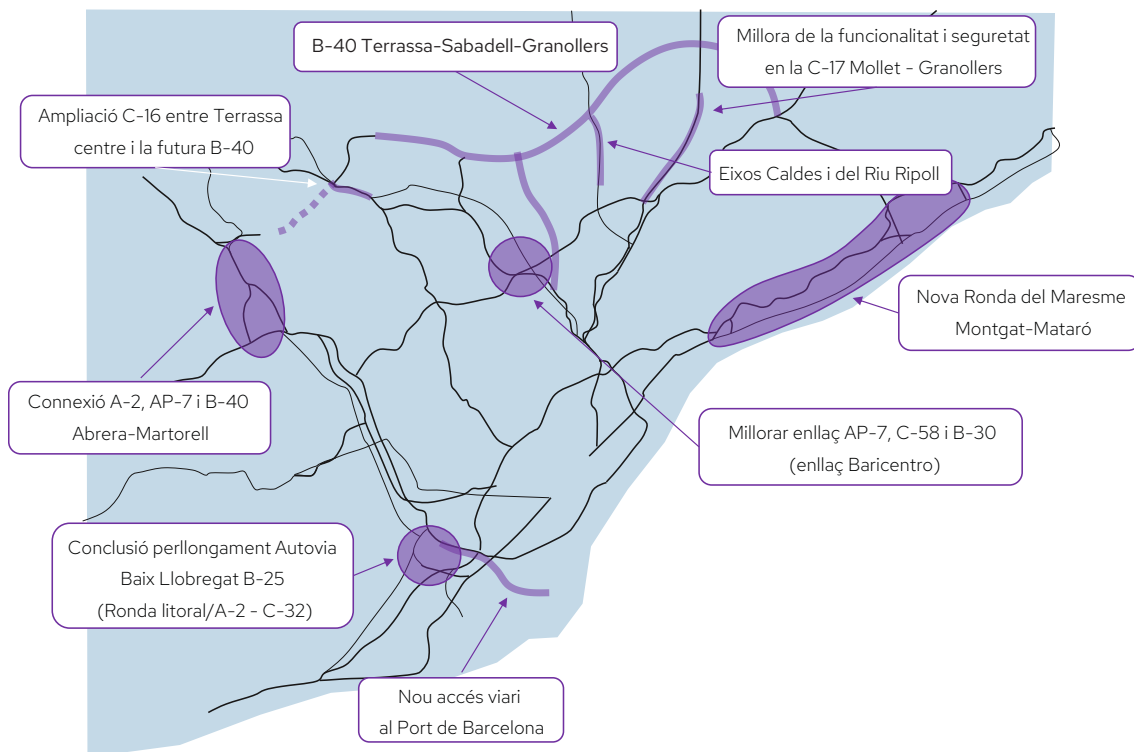 B-40 Terrassa-Sabadell-Granollers
Millora de la funcionalitat i seguretat
en la C-17 Mollet - Granollers
Ampliació C-16 entre Terrassa
centre i la futura B-40
Eixos Caldes i del Riu Ripoll
Nova Ronda del Maresme
Montgat-Mataró
Connexió A-2, AP-7 i B-40
Abrera-Martorell
Millorar enllaç AP-7, C-58 i B-30
(enllaç Baricentro)
Conclusió perllongament Autovia
Baix Llobregat B-25
(Ronda litoral/A-2 - C-32)
Nou accés viari
al Port de Barcelona